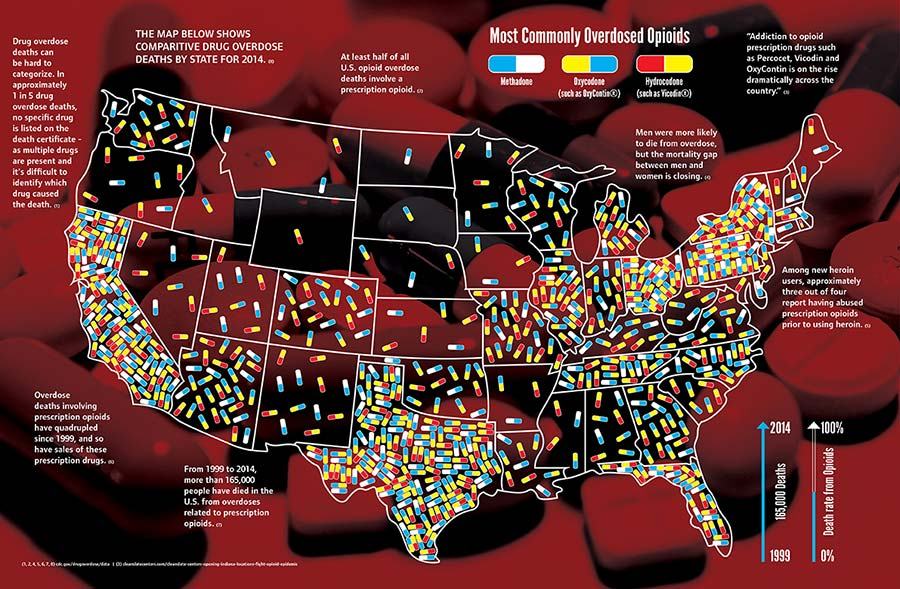 Drug overdose
deaths can
be hard to
categorize. In
approximately
1 in 5 drug
overdose deaths,
no specific drug
is listed on the
death certificate -
as multiple drugs
are present and
it's difficult to
identify which
drug caused
the death. (1)
THE MAP BELOW SHOWS
COMPARITIVE DRUG OVERDOSE
DEATHS BY STATE FOR 2014. (8)
At least half of all
U.S. opioid overdose
deaths involve a
prescription opioid. (2)
Most Commonly Overdosed Opioids
Methadone
Oxycodone
(such as OxyContin®)
Hydrocodone
(such as Vicodin®)
"Addiction to opioid
prescription drugs such
as Percocet, Vicodin and
OxyContin is on the rise
dramatically across the
country." (3)
Men were more likely
to die from overdose,
but the mortality gap
between men and
women is closing. (4)
Among new heroin
users, approximately
three out of four
report having abused
prescription opioids
prior to using heroin. (5)
Overdose
deaths involving
prescription opioids
have quadrupled
since 1999, and so
have sales of these
prescription drugs. (6)
From 1999 to 2014,
more than 165,000
people have died in the
U.S. from overdoses
related to prescription
opioids. (7)
2014
165,000 Deaths
1999
100%
Death rate from Opioids
0%
(1, 2, 4, 5, 6, 7, 8) cdc.gov/drugoverdose/data | (3) cleanslatecenters.com/cleanslate-centers-opening-indiana-locations-fight-opioid-epidemic